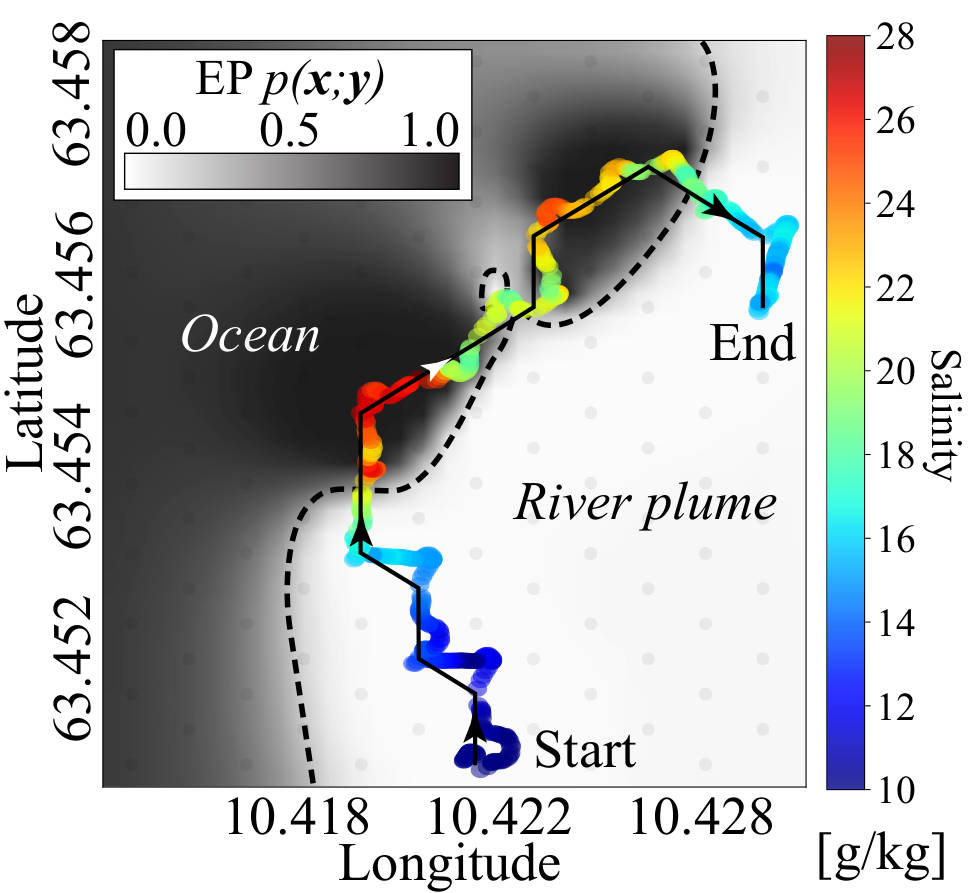 EP p(x;y)
0.0 0.5 1.0
63.458
63.456
63.454
63.452
Latitude
Ocean
River plume
Start
End
10.418 10.422 10.428
Longitude
28
26
24
22
20
18
16
14
12
10
Salinity
[g/kg]